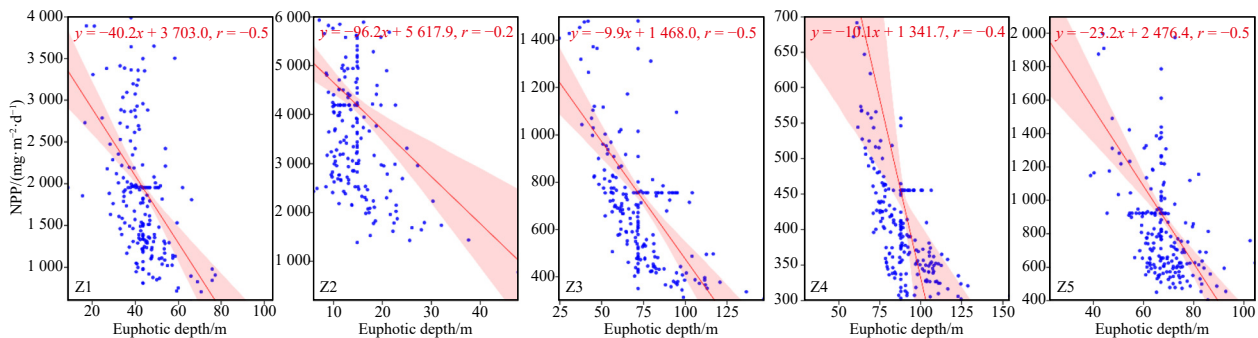 NPP/(mg·m⁻²·d⁻¹)
4 000
3 500
3 000
2 500
2 000
1 500
1 000
y = −40.2x + 3 703.0, r = −0.5
Z1
20 40 60 80 100
Euphotic depth/m
6 000
5 000
4 000
3 000
2 000
1 000
y = −96.2x + 5 617.9, r = −0.2
Z2
10 20 30 40
Euphotic depth/m
1 400
1 200
1 000
800
600
400
y = −9.9x + 1 468.0, r = −0.5
Z3
25 50 75 100 125
Euphotic depth/m
700
650
600
550
500
450
400
350
300
y = −10.1x + 1 341.7, r = −0.4
Z4
50 75 100 125 150
Euphotic depth/m
2 000
1 800
1 600
1 400
1 200
1 000
800
600
400
y = −23.2x + 2 476.4, r = −0.5
Z5
40 60 80 100
Euphotic depth/m